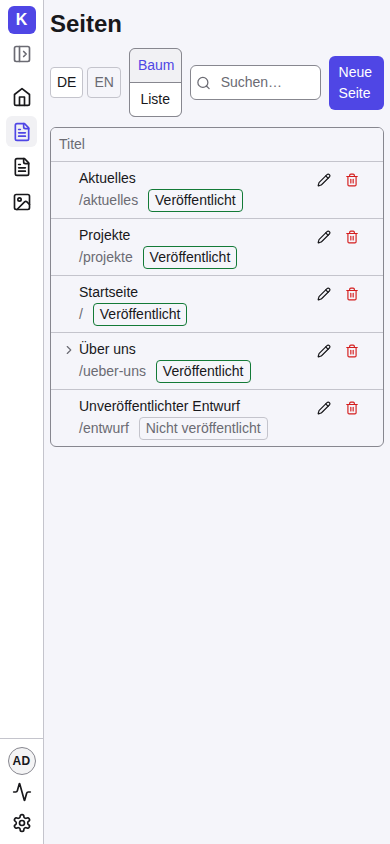 K
Seiten
DE
EN
Baum
Liste
Suchen…
Neue
Seite
Titel
Aktuelles
/aktuelles Veröffentlicht
Projekte
/projekte Veröffentlicht
Startseite
/ Veröffentlicht
Über uns
/ueber-uns Veröffentlicht
Unveröffentlichter Entwurf
/entwurf Nicht veröffentlicht
AD